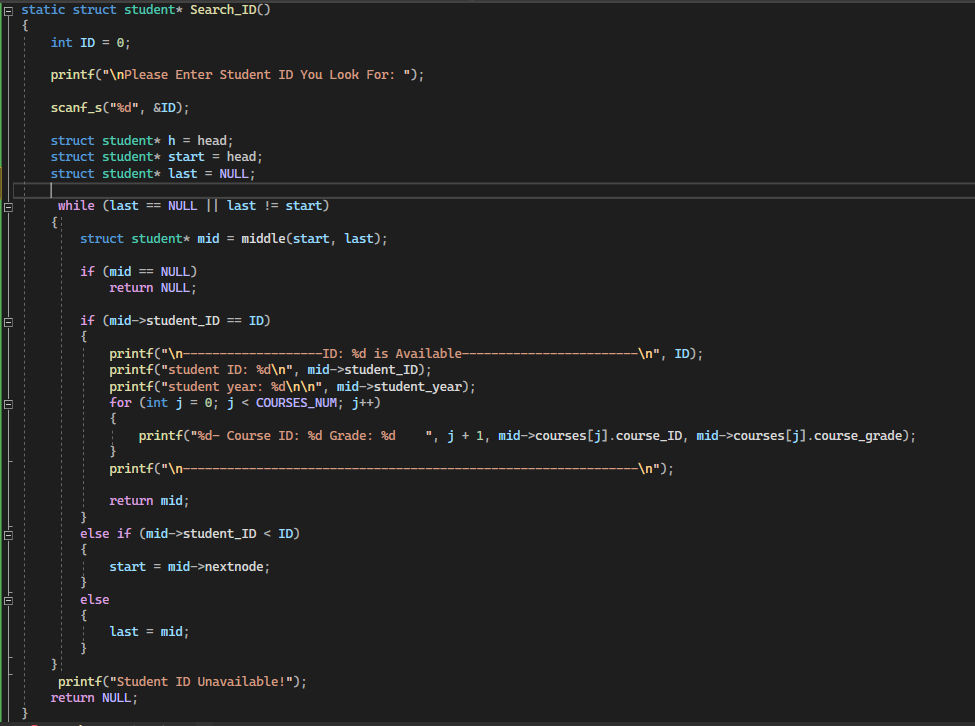 static struct student* Search_ID()
{
int ID = 0;
printf("\nPlease Enter Student ID You Look For: ");
scanf_s("%d", &ID);
struct student* h = head;
struct student* start = head;
struct student* last = NULL;
while (last == NULL || last != start)
{
struct student* mid = middle(start, last);
if (mid == NULL)
return NULL;
if (mid->student_ID == ID)
{
printf("\n-------------------ID: %d is Available------------------------\n", ID);
printf("student ID: %d\n", mid->student_ID);
printf("student year: %d\n\n", mid->student_year);
for (int j = 0; j < COURSES_NUM; j++)
{
printf("%d- Course ID: %d Grade: %d    ", j + 1, mid->courses[j].course_ID, mid->courses[j].course_grade);
}
printf("\n--------------------------------------------------------------\n");
return mid;
}
else if (mid->student_ID < ID)
{
start = mid->nextnode;
}
else
{
last = mid;
}
}
printf("Student ID Unavailable!");
return NULL;
}